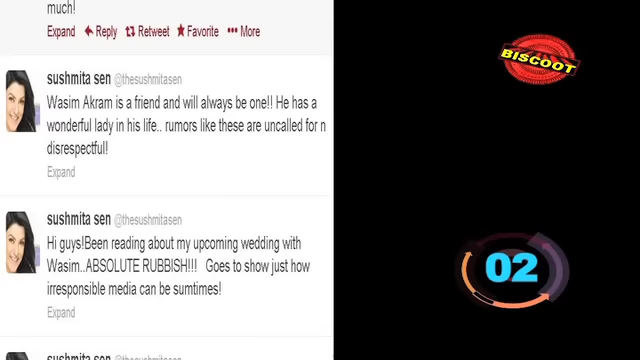 much!
Expand Reply Retweet Favorite ••• More
sushmita sen @thesushmitasen
Wasim Akram is a friend and will always be one!! He has a
wonderful lady in his life.. rumors like these are uncalled for n
disrespectful!
Expand
sushmita sen @thesushmitasen
Hi guys!Been reading about my upcoming wedding with
Wasim..ABSOLUTE RUBBISH!!! Goes to show just how
irresponsible media can be sumtimes!
Expand
sushmita sen @thesushmitasen
BISCOOT
02